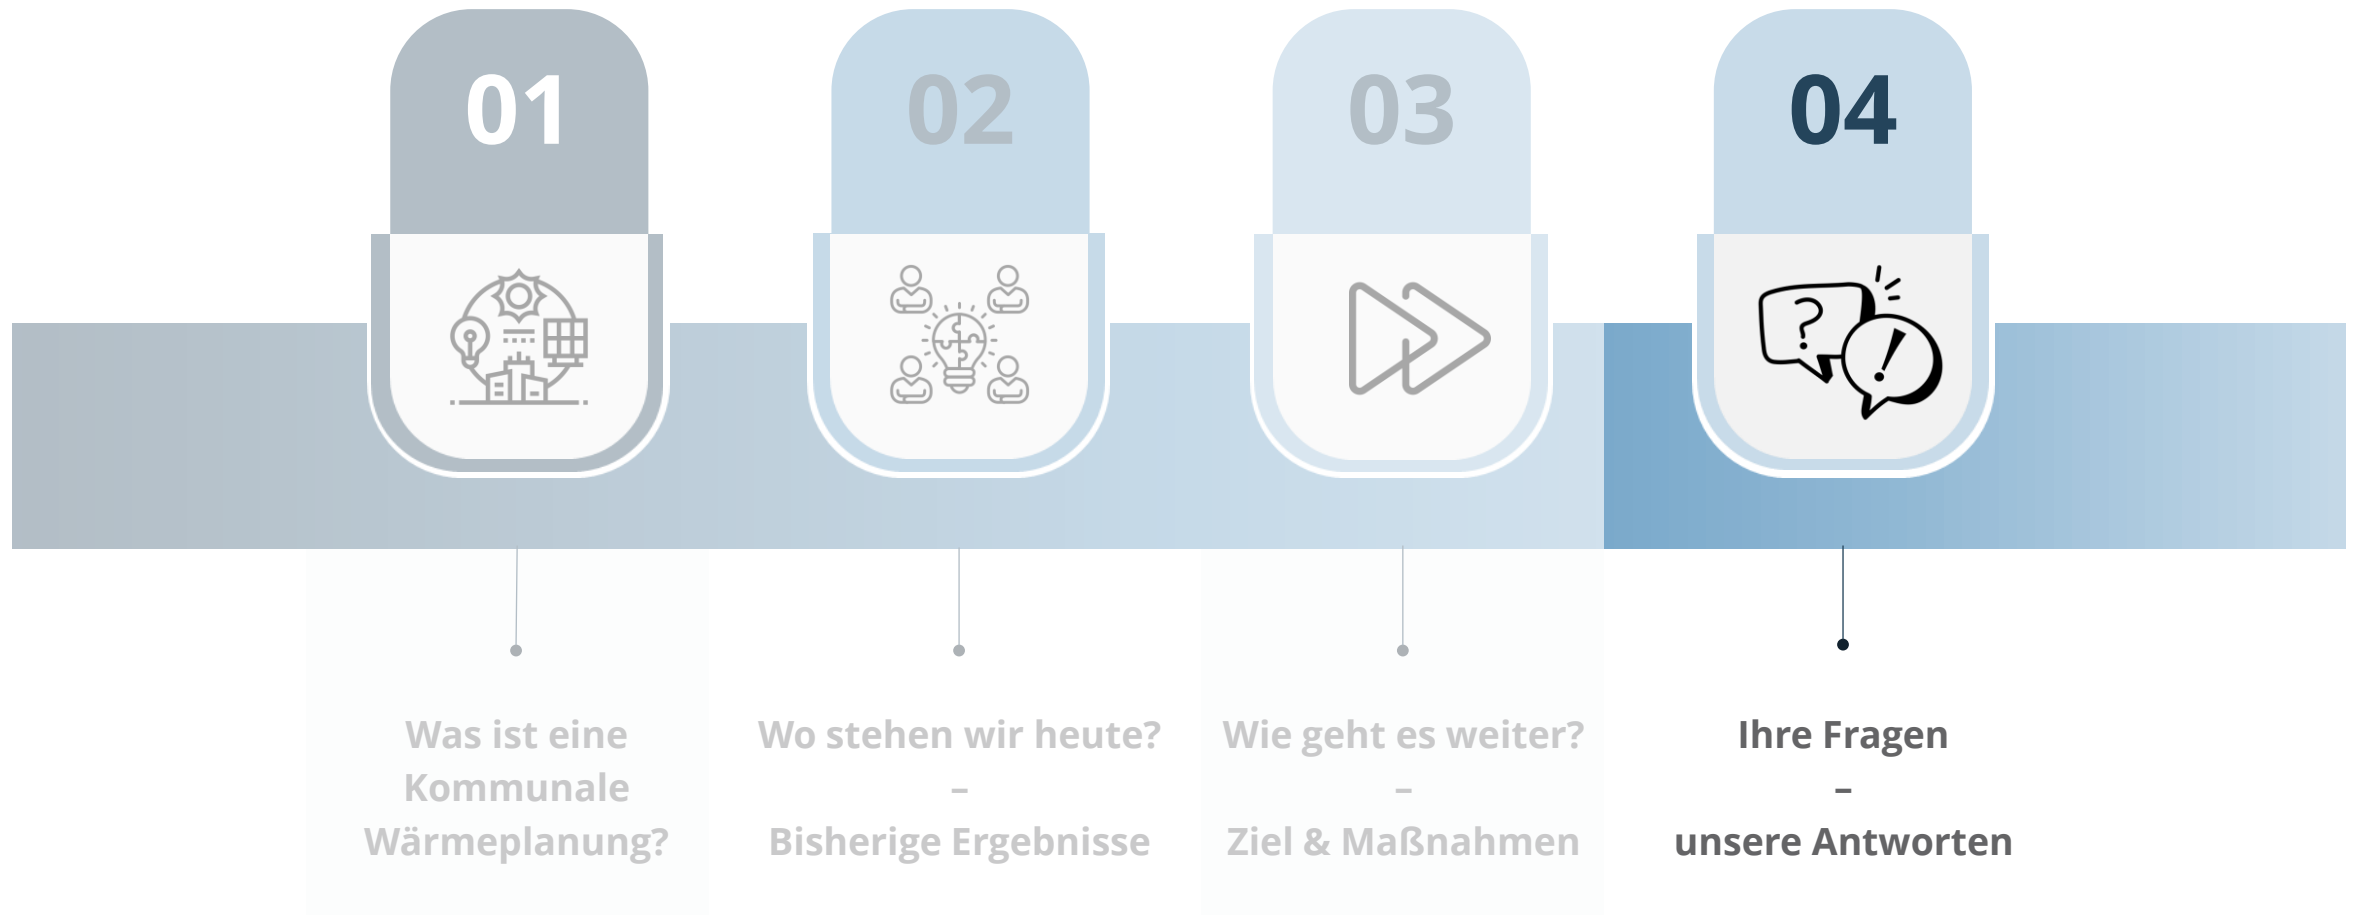 01
02
03
04
?
!
Was ist eine
Kommunale
Wärmeplanung?
Wo stehen wir heute?
–
Bisherige Ergebnisse
Wie geht es weiter?
–
Ziel & Maßnahmen
Ihre Fragen
–
unsere Antworten